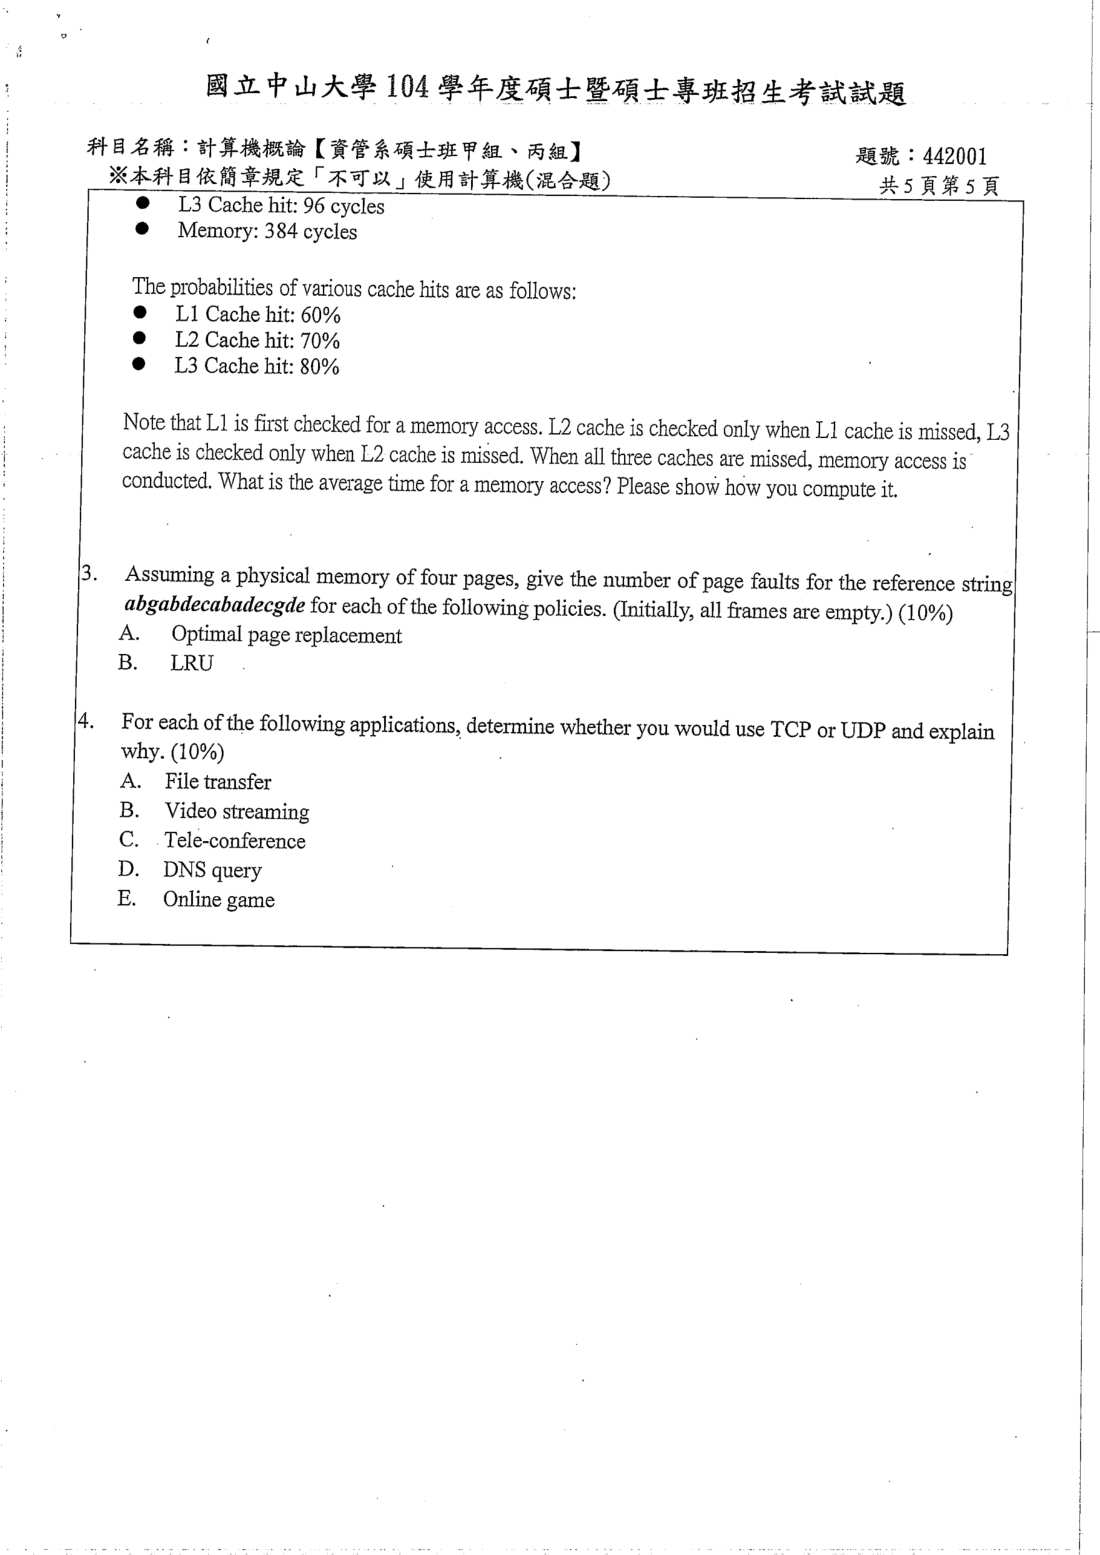 國立中山大學 104 學年度碩士暨碩士專班招生考試試題
科目名稱：計算機概論【資管系碩士班甲組、丙組】
題號：442001
※本科目依簡章規定「不可以」使用計算機(混合題)
共 5 頁第 5 頁
● L3 Cache hit: 96 cycles
● Memory: 384 cycles
The probabilities of various cache hits are as follows:
● L1 Cache hit: 60%
● L2 Cache hit: 70%
● L3 Cache hit: 80%
Note that L1 is first checked for a memory access. L2 cache is checked only when L1 cache is missed, L3
cache is checked only when L2 cache is missed. When all three caches are missed, memory access is
conducted. What is the average time for a memory access? Please show how you compute it.
3. Assuming a physical memory of four pages, give the number of page faults for the reference string
abgabdecabadecgde for each of the following policies. (Initially, all frames are empty.) (10%)
A. Optimal page replacement
B. LRU
4. For each of the following applications, determine whether you would use TCP or UDP and explain
why. (10%)
A. File transfer
B. Video streaming
C. Tele-conference
D. DNS query
E. Online game